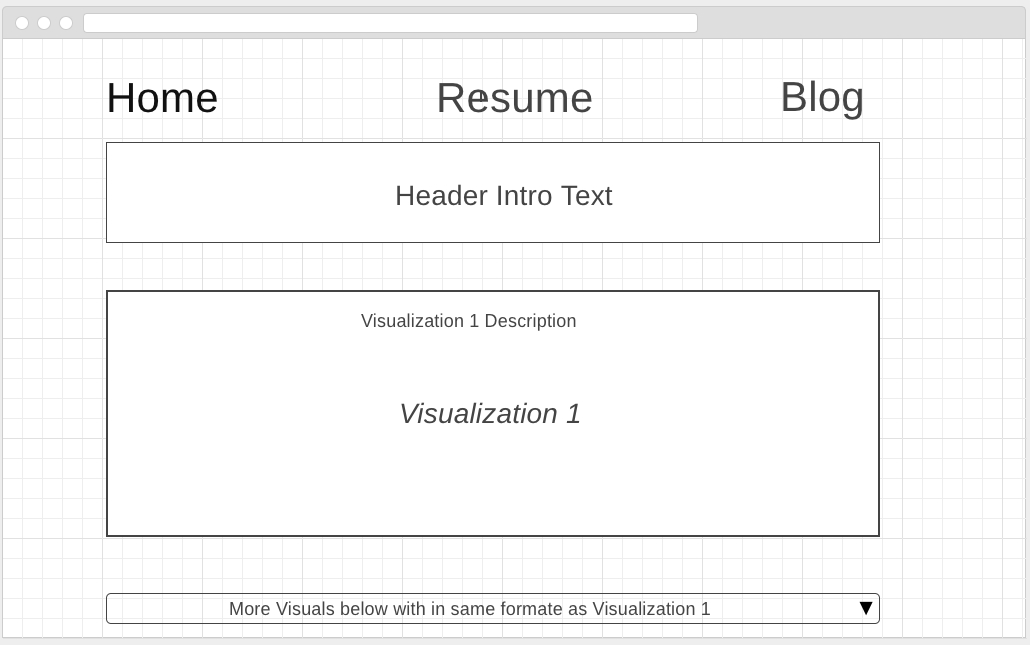 Home Resume Blog
Header Intro Text
Visualization 1 Description
Visualization 1
More Visuals below with in same formate as Visualization 1